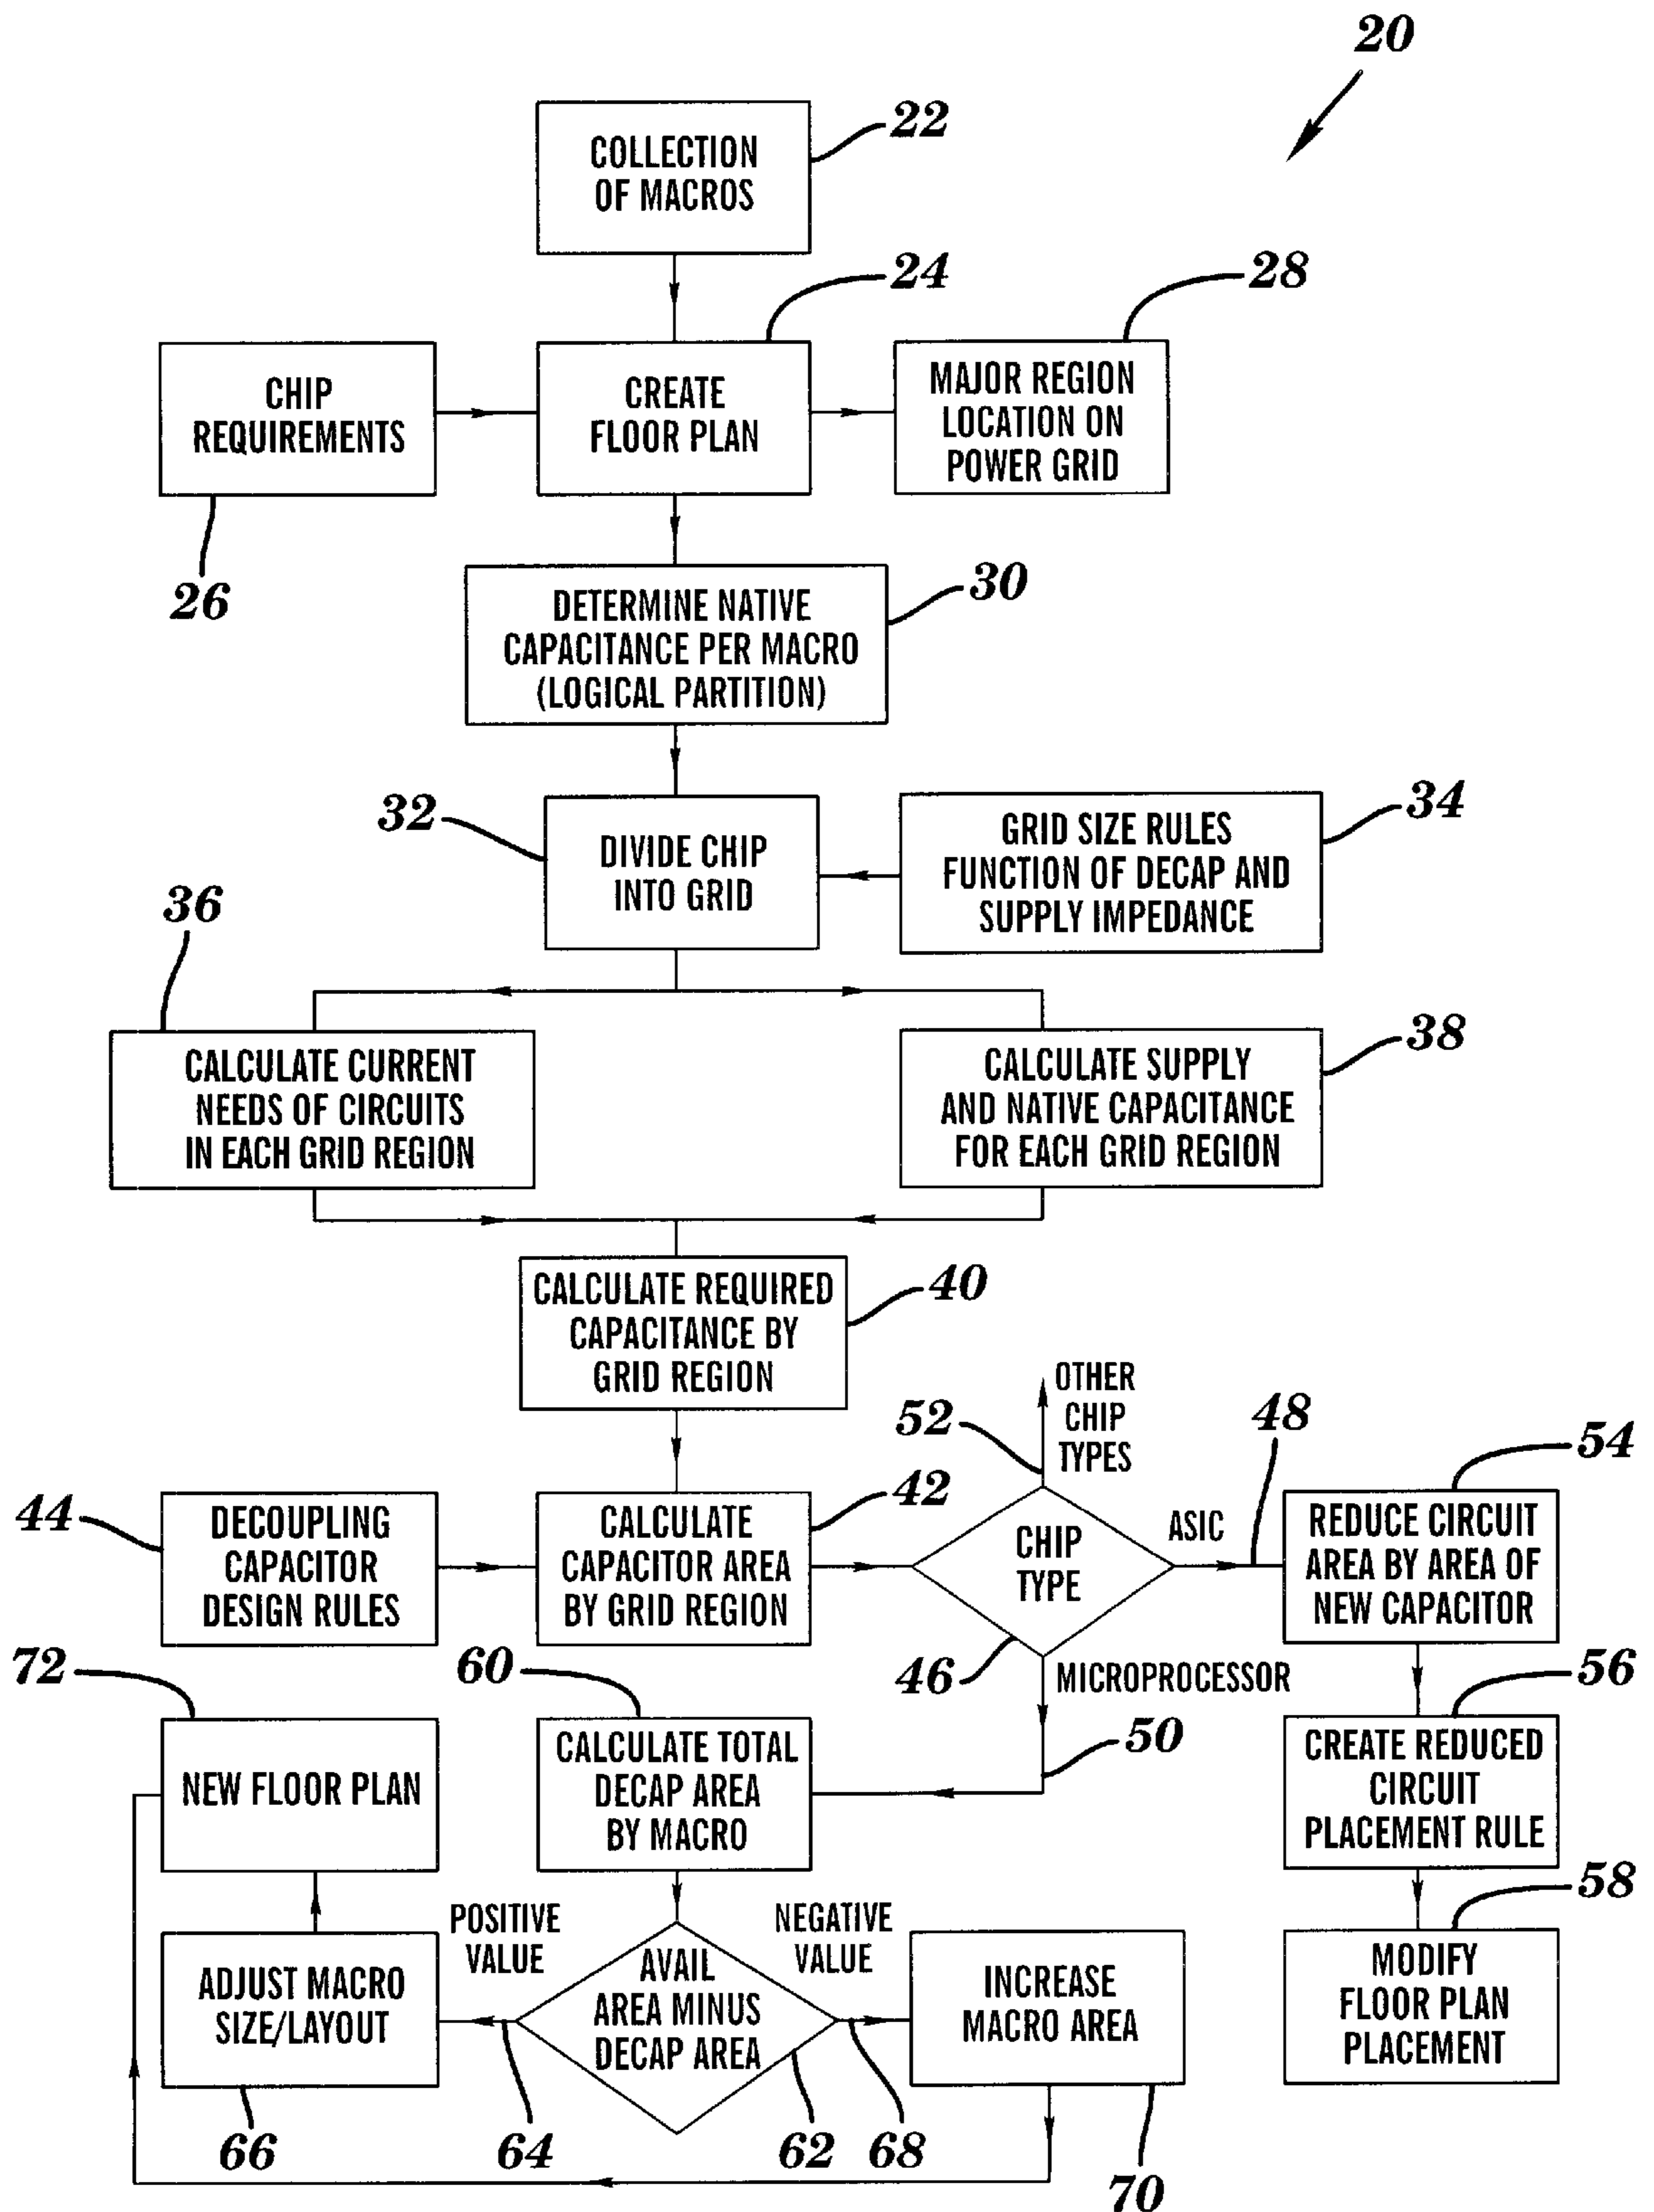 20
22
COLLECTION
OF MACROS
24
28
CHIP
REQUIREMENTS
CREATE
FLOOR PLAN
MAJOR REGION
LOCATION ON
POWER GRID
26
30
DETERMINE NATIVE
CAPACITANCE PER MACRO
(LOGICAL PARTITION)
32
34
DIVIDE CHIP
INTO GRID
GRID SIZE RULES
FUNCTION OF DECAP AND
SUPPLY IMPEDANCE
36
38
CALCULATE CURRENT
NEEDS OF CIRCUITS
IN EACH GRID REGION
CALCULATE SUPPLY
AND NATIVE CAPACITANCE
FOR EACH GRID REGION
40
CALCULATE REQUIRED
CAPACITANCE BY
GRID REGION
52
OTHER
CHIP
TYPES
48
54
44
DECOUPLING
CAPACITOR
DESIGN RULES
42
CALCULATE
CAPACITOR AREA
BY GRID REGION
CHIP
TYPE
ASIC
REDUCE CIRCUIT
AREA BY AREA OF
NEW CAPACITOR
72
60
46
MICROPROCESSOR
56
50
NEW FLOOR PLAN
CALCULATE TOTAL
DECAP AREA
BY MACRO
CREATE REDUCED
CIRCUIT
PLACEMENT RULE
58
POSITIVE
VALUE
NEGATIVE
VALUE
ADJUST MACRO
SIZE/LAYOUT
AVAIL
AREA MINUS
DECAP AREA
INCREASE
MACRO AREA
MODIFY
FLOOR PLAN
PLACEMENT
66
64
62
68
70